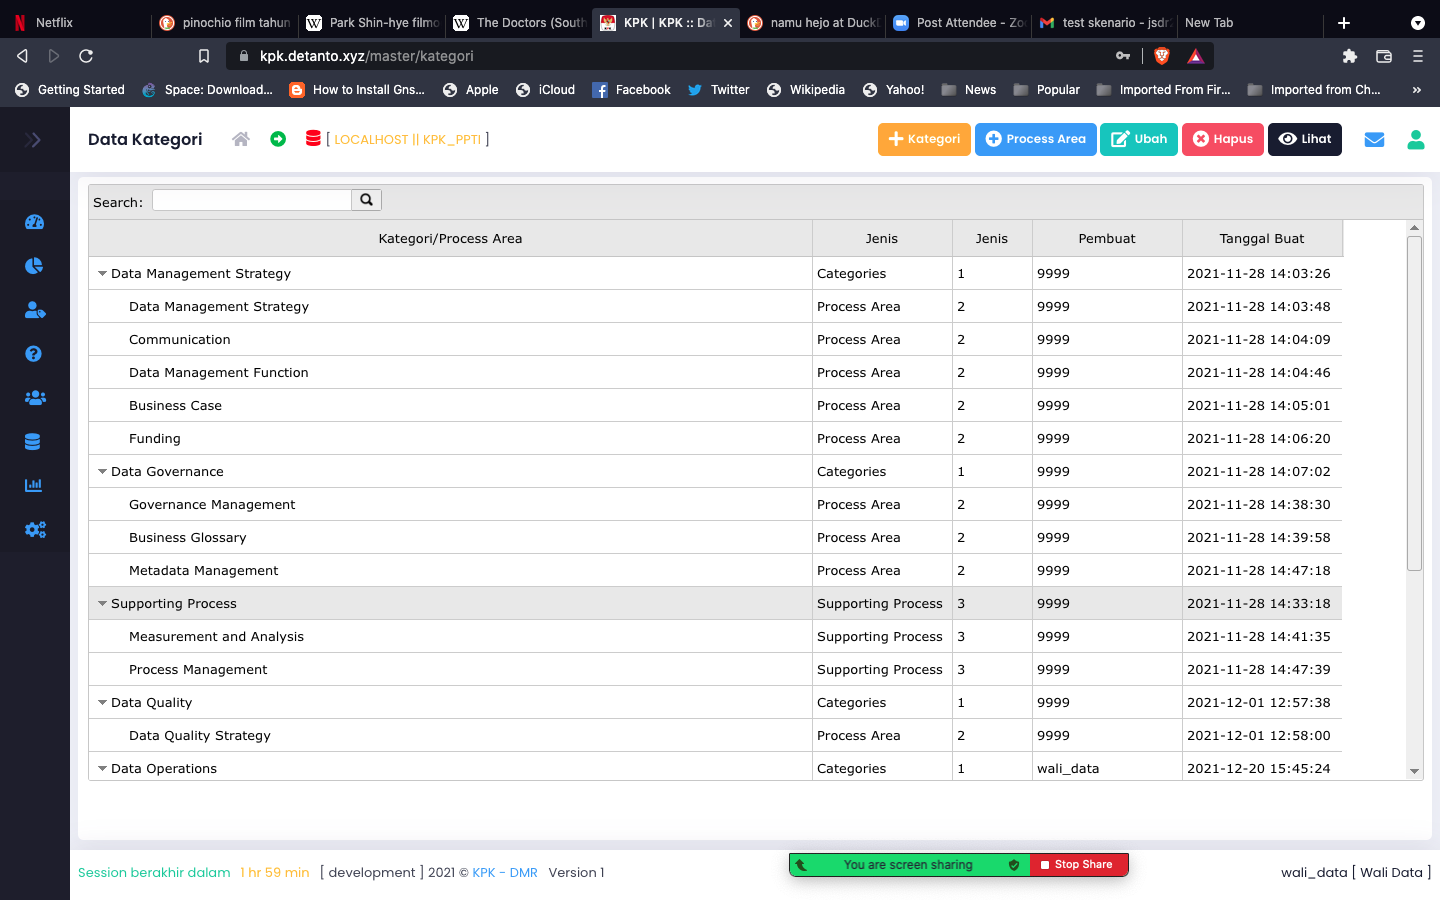 Netflix
pinochio film tahun
Park Shin-hye filmo
The Doctors (South
KPK | KPK :: Da
namu hejo at Duck
Post Attendee - Zo
test skenario - jsdr
New Tab
kpk.detanto.xyz/master/kategori
Getting Started
Space: Download...
How to Install Gns...
Apple
iCloud
Facebook
Twitter
Wikipedia
Yahoo!
News
Popular
Imported From Fir...
Imported from Ch...
Data Kategori
[ LOCALHOST || KPK_PPTI ]
Kategori
Process Area
Ubah
Hapus
Lihat
Search:
Kategori/Process Area Jenis Jenis Pembuat Tanggal Buat
Data Management Strategy Categories 1 9999 2021-11-28 14:03:26
Data Management Strategy Process Area 2 9999 2021-11-28 14:03:48
Communication Process Area 2 9999 2021-11-28 14:04:09
Data Management Function Process Area 2 9999 2021-11-28 14:04:46
Business Case Process Area 2 9999 2021-11-28 14:05:01
Funding Process Area 2 9999 2021-11-28 14:06:20
Data Governance Categories 1 9999 2021-11-28 14:07:02
Governance Management Process Area 2 9999 2021-11-28 14:38:30
Business Glossary Process Area 2 9999 2021-11-28 14:39:58
Metadata Management Process Area 2 9999 2021-11-28 14:47:18
Supporting Process Supporting Process 3 9999 2021-11-28 14:33:18
Measurement and Analysis Supporting Process 3 9999 2021-11-28 14:41:35
Process Management Supporting Process 3 9999 2021-11-28 14:47:39
Data Quality Categories 1 9999 2021-12-01 12:57:38
Data Quality Strategy Process Area 2 9999 2021-12-01 12:58:00
Data Operations Categories 1 wali_data 2021-12-20 15:45:24
Session berakhir dalam 1 hr 59 min [ development ] 2021 © KPK - DMR Version 1
You are screen sharing
Stop Share
wali_data [ Wali Data ]